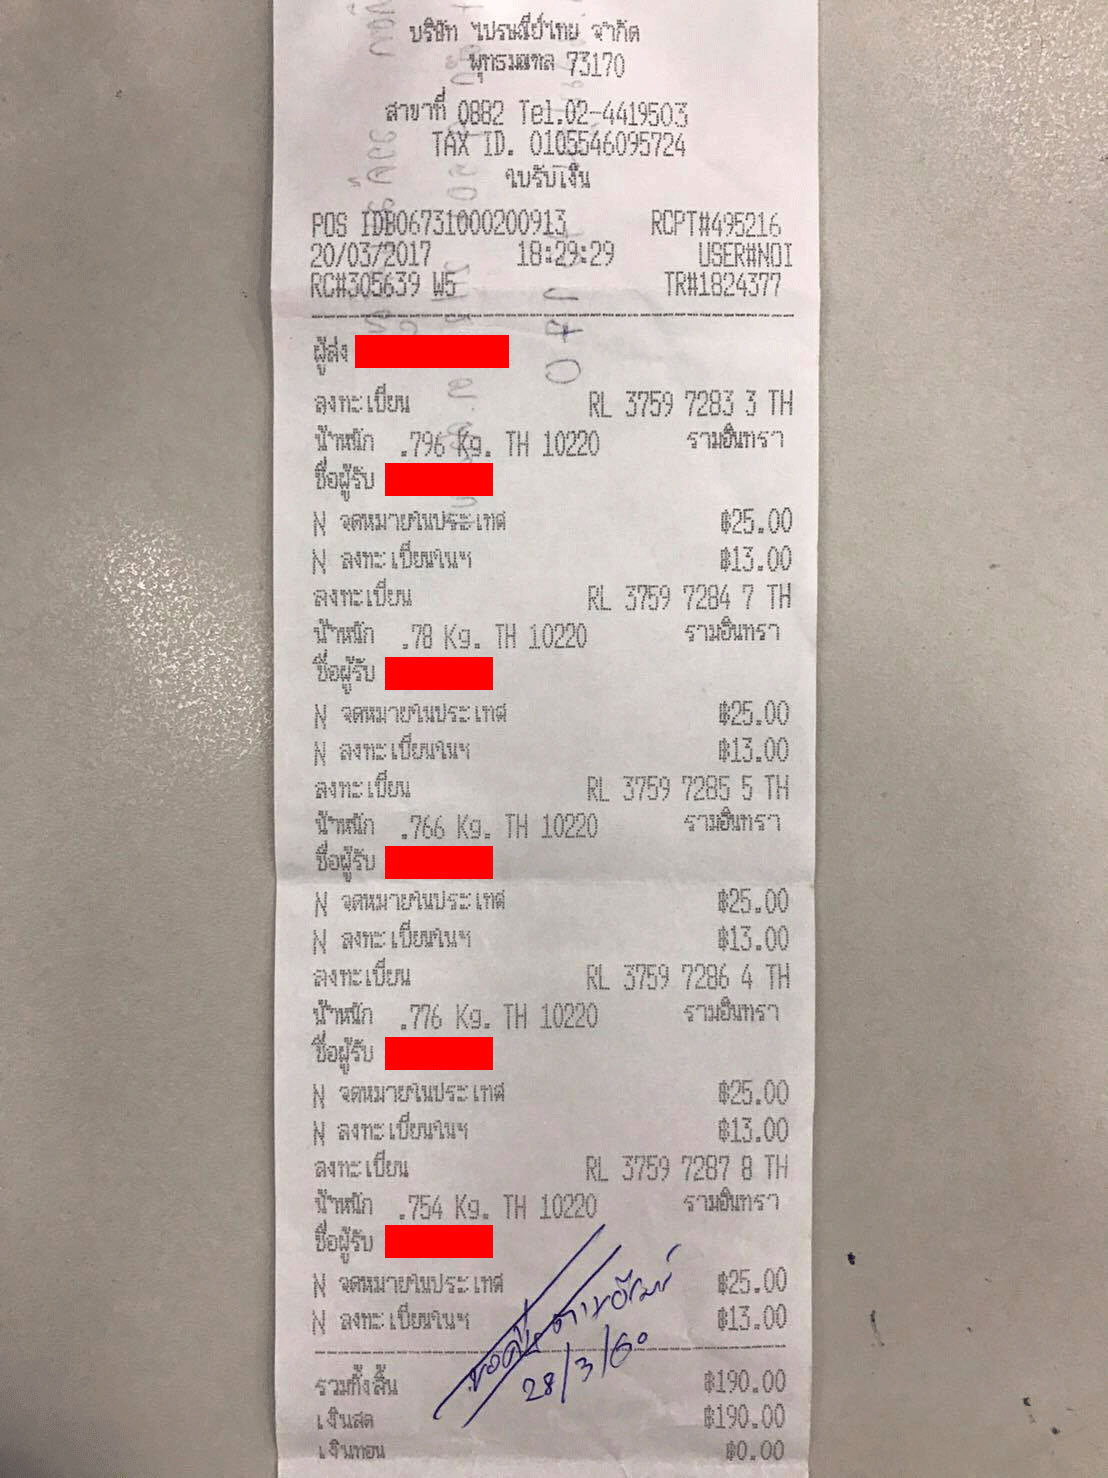 บริษัท ไปรษณีย์ไทย จำกัด
พุทธมณฑล 73170
สาขาที่ 0882 Tel.02-4419503
TAX ID. 0105546095724
ใบรับเงิน
POS IDB06731000200913 RCPT#495216
20/03/2017 18:29:29 USER#NOI
RC#305639 W5 TR#1824377
ผู้ส่ง
ลงทะเบียน RL 3759 7283 3 TH
น้ำหนัก .796 Kg. TH 10220 รามอินทรา
ชื่อผู้รับ
N จดหมายในประเทศ ฿25.00
N ลงทะเบียนในฯ ฿13.00
ลงทะเบียน RL 3759 7284 7 TH
น้ำหนัก .78 Kg. TH 10220 รามอินทรา
ชื่อผู้รับ
N จดหมายในประเทศ ฿25.00
N ลงทะเบียนในฯ ฿13.00
ลงทะเบียน RL 3759 7285 5 TH
น้ำหนัก .766 Kg. TH 10220 รามอินทรา
ชื่อผู้รับ
N จดหมายในประเทศ ฿25.00
N ลงทะเบียนในฯ ฿13.00
ลงทะเบียน RL 3759 7286 4 TH
น้ำหนัก .776 Kg. TH 10220 รามอินทรา
ชื่อผู้รับ
N จดหมายในประเทศ ฿25.00
N ลงทะเบียนในฯ ฿13.00
ลงทะเบียน RL 3759 7287 8 TH
น้ำหนัก .754 Kg. TH 10220 รามอินทรา
ชื่อผู้รับ
N จดหมายในประเทศ ฿25.00
N ลงทะเบียนในฯ ฿13.00
28/3/60
รวมทั้งสิ้น ฿190.00
เงินสด ฿190.00
เงินทอน ฿0.00